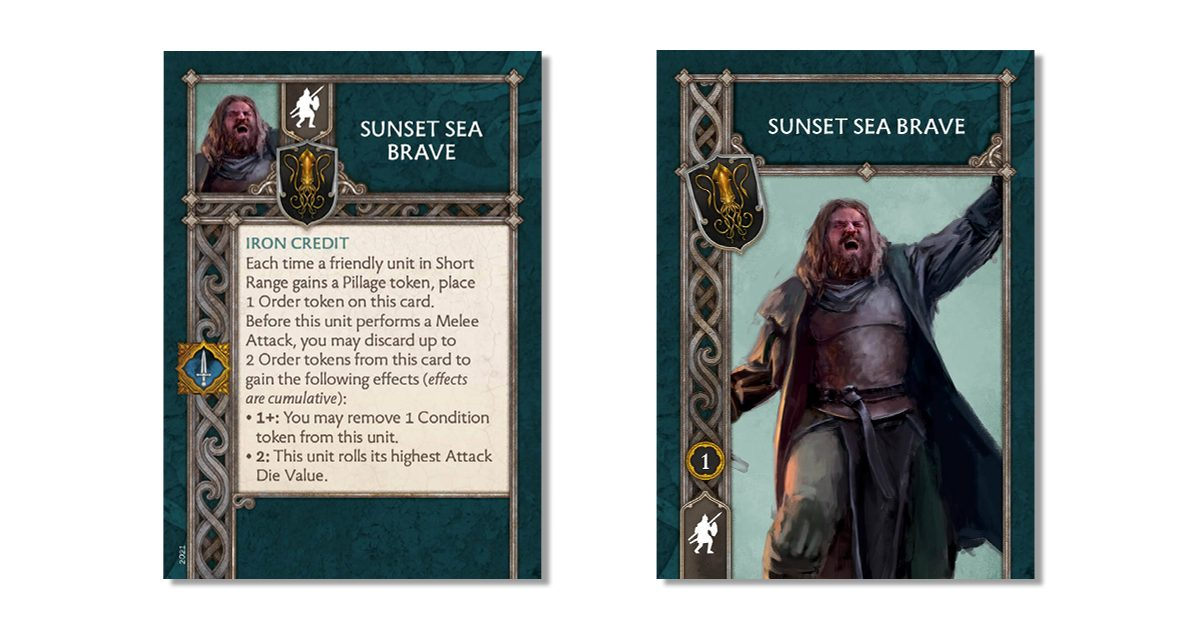 SUNSET SEA
BRAVE
IRON CREDIT
Each time a friendly unit in Short
Range gains a Pillage token, place
1 Order token on this card.
Before this unit performs a Melee
Attack, you may discard up to
2 Order tokens from this card to
gain the following effects (effects
are cumulative):
• 1+: You may remove 1 Condition
token from this unit.
• 2: This unit rolls its highest Attack
Die Value.
2021
SUNSET SEA BRAVE
1